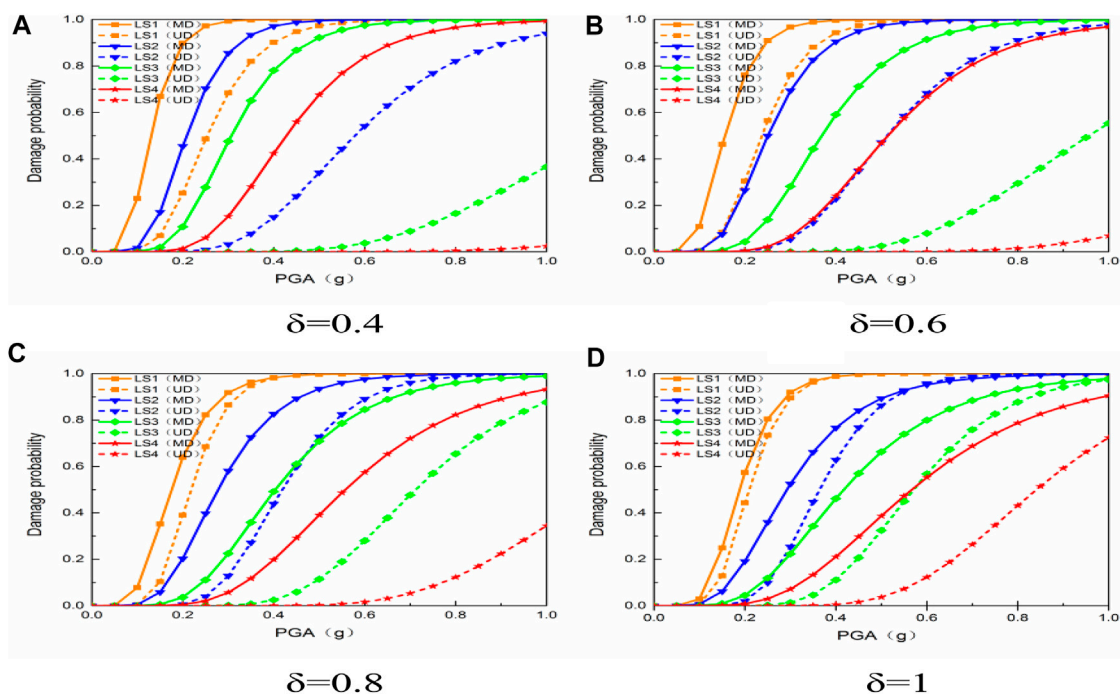 A
Damage probability
1.0
0.8
0.6
0.4
0.2
0.0
LS1（MD）
LS1（UD）
LS2（MD）
LS2（UD）
LS3（MD）
LS3（UD）
LS4（MD）
LS4（UD）
0.0 0.2 0.4 0.6 0.8 1.0
PGA（g）
δ=0.4
B
Damage probability
1.0
0.8
0.6
0.4
0.2
0.0
LS1（MD）
LS1（UD）
LS2（MD）
LS2（UD）
LS3（MD）
LS3（UD）
LS4（MD）
LS4（UD）
0.0 0.2 0.4 0.6 0.8 1.0
PGA（g）
δ=0.6
C
Damage probability
1.0
0.8
0.6
0.4
0.2
0.0
LS1（MD）
LS1（UD）
LS2（MD）
LS2（UD）
LS3（MD）
LS3（UD）
LS4（MD）
LS4（UD）
0.0 0.2 0.4 0.6 0.8 1.0
PGA（g）
δ=0.8
D
Damage probability
1.0
0.8
0.6
0.4
0.2
0.0
LS1（MD）
LS1（UD）
LS2（MD）
LS2（UD）
LS3（MD）
LS3（UD）
LS4（MD）
LS4（UD）
0.0 0.2 0.4 0.6 0.8 1.0
PGA（g）
δ=1